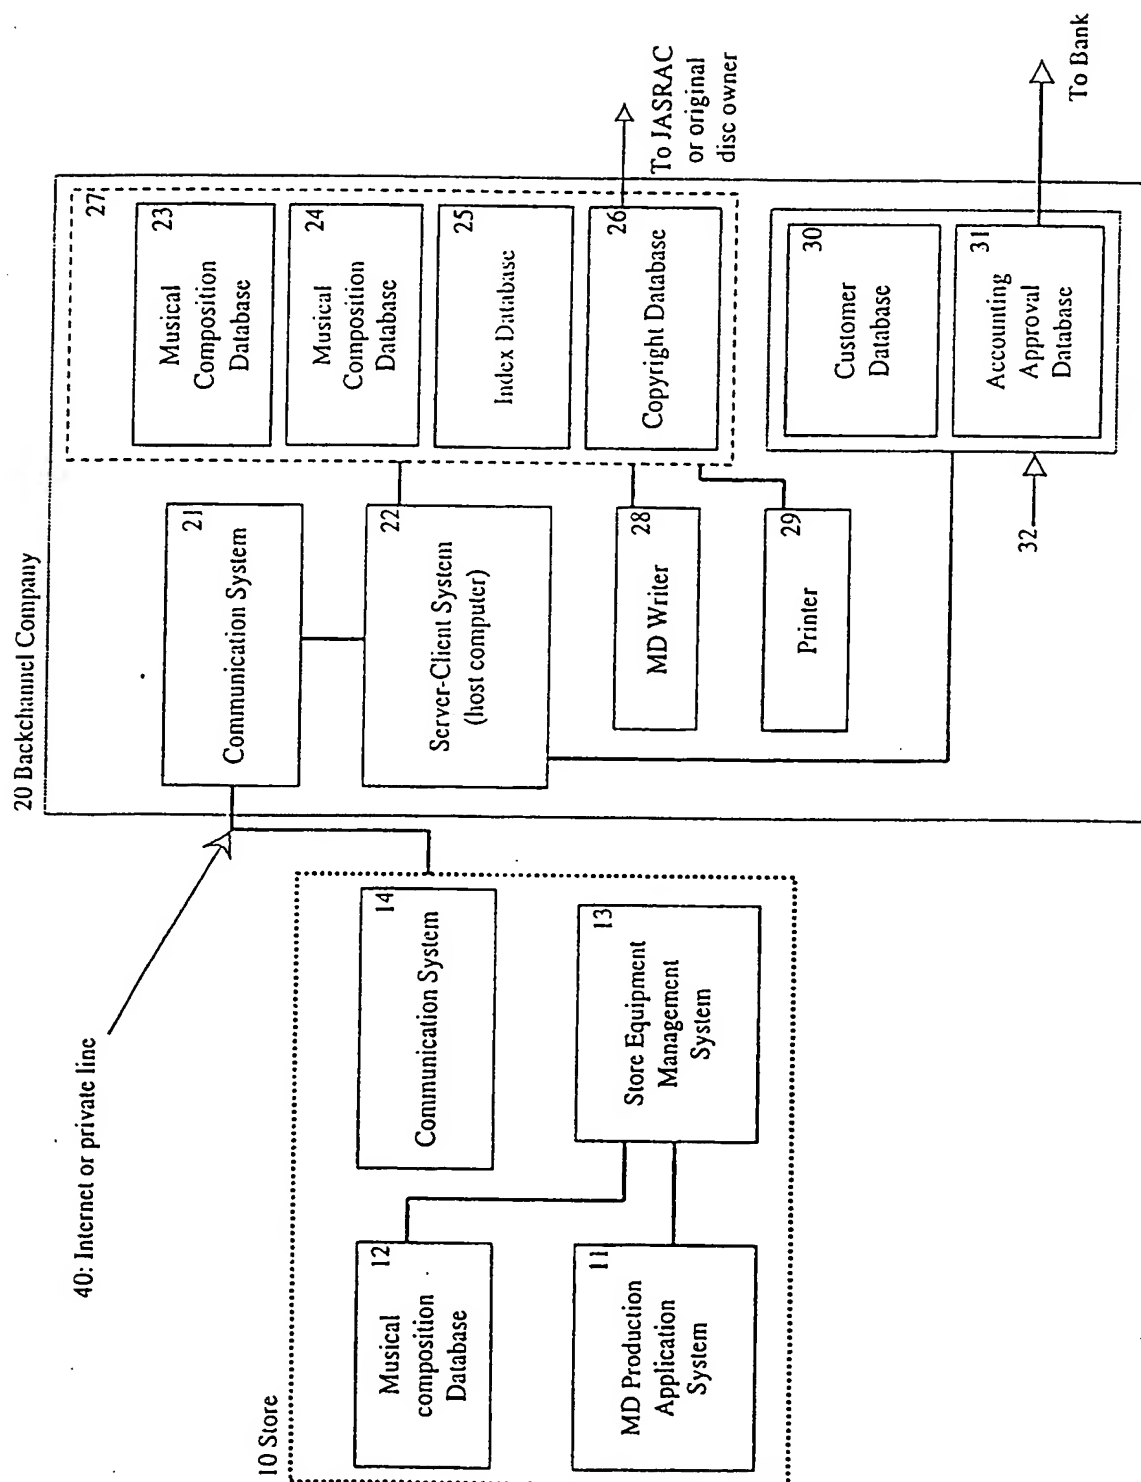 20 Backchannel Company
40: Internet or private line
10 Store
21
Communication System
22
Server-Client System
(host computer)
27
23
Musical
Composition
Database
24
Musical
Composition
Database
25
Index Database
26
Copyright Database
To JASRAC
or original
disc owner
28
MD Writer
29
Printer
30
Customer
Database
31
Accounting
Approval
Database
32
To Bank
14
Communication System
13
Store Equipment
Management
System
12
Musical
composition
Database
11
MD Production
Application
System